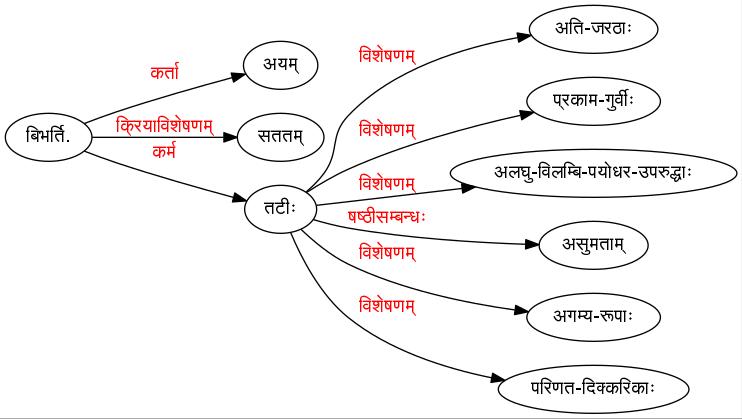 अति-जरठाः
विशेषणम्
अयम्
कर्ता
प्रकाम-गुर्वीः
विशेषणम्
बिभर्ति.
क्रियाविशेषणम्
सततम्
कर्म
अलघु-विलम्बि-पयोधर-उपरुद्धाः
विशेषणम्
तटीः
षष्ठीसम्बन्धः
असुमताम्
विशेषणम्
अगम्य-रूपाः
विशेषणम्
परिणत-दिक्करिकाः